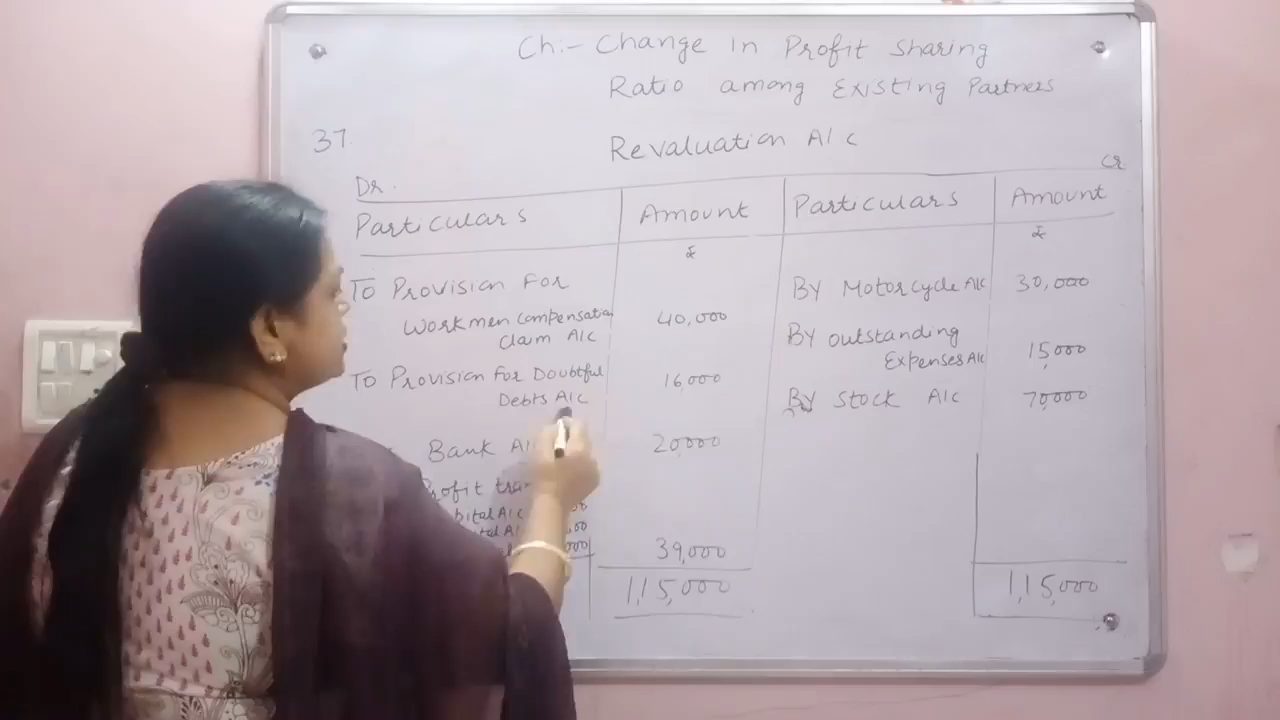 Ch:- Change in Profit Sharing
Ratio among Existing Partners
37.
Revaluation A/c
Dr. Cr
Particulars Amount Particulars Amount
₹ ₹
To Provision For
Workmen Compensation
Claim A/c 40,000
By Motorcycle A/c 30,000
By outstanding
Expenses A/c 15,000
To Provision for Doubtful
Debts A/c 16,000
By Stock A/c 70,000
Bank 20,000
39,000
1,15,000 1,15,000